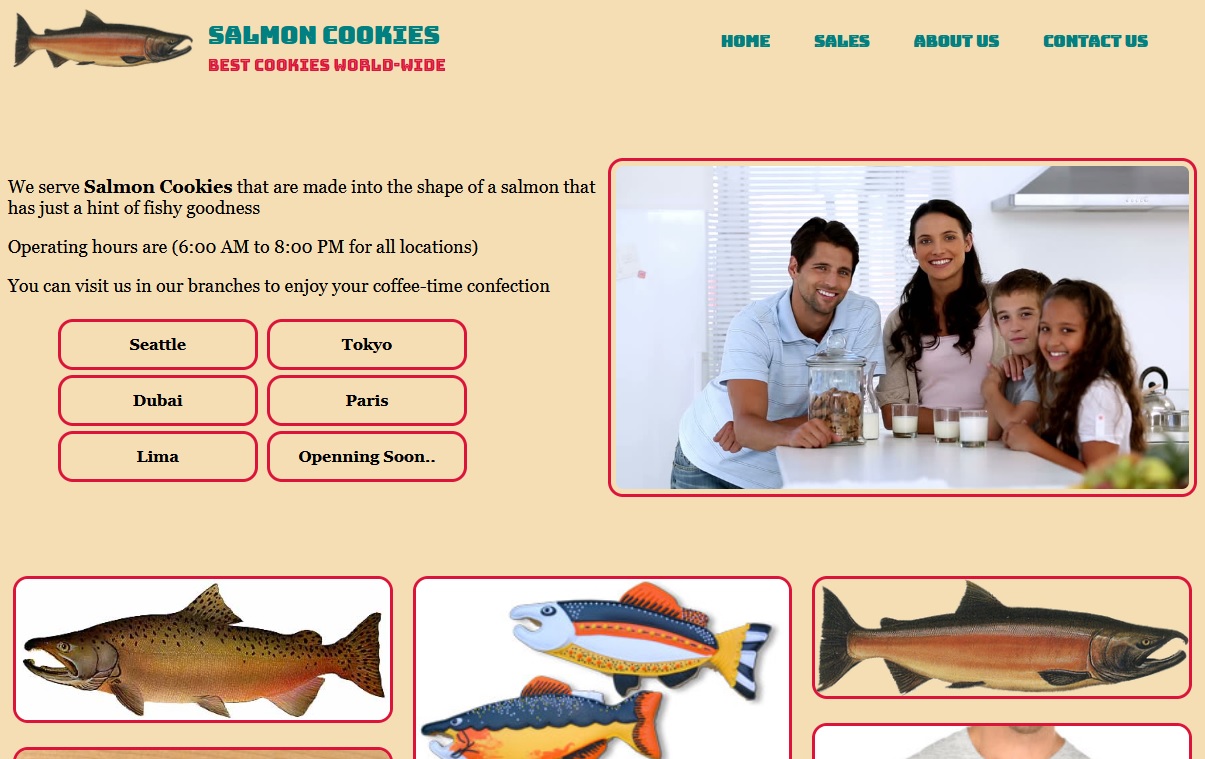 SALMON COOKIES
BEST COOKIES WORLD-WIDE
HOME SALES ABOUT US CONTACT US
We serve Salmon Cookies that are made into the shape of a salmon that
has just a hint of fishy goodness
Operating hours are (6:00 AM to 8:00 PM for all locations)
You can visit us in our branches to enjoy your coffee-time confection
Seattle Tokyo
Dubai Paris
Lima Openning Soon..